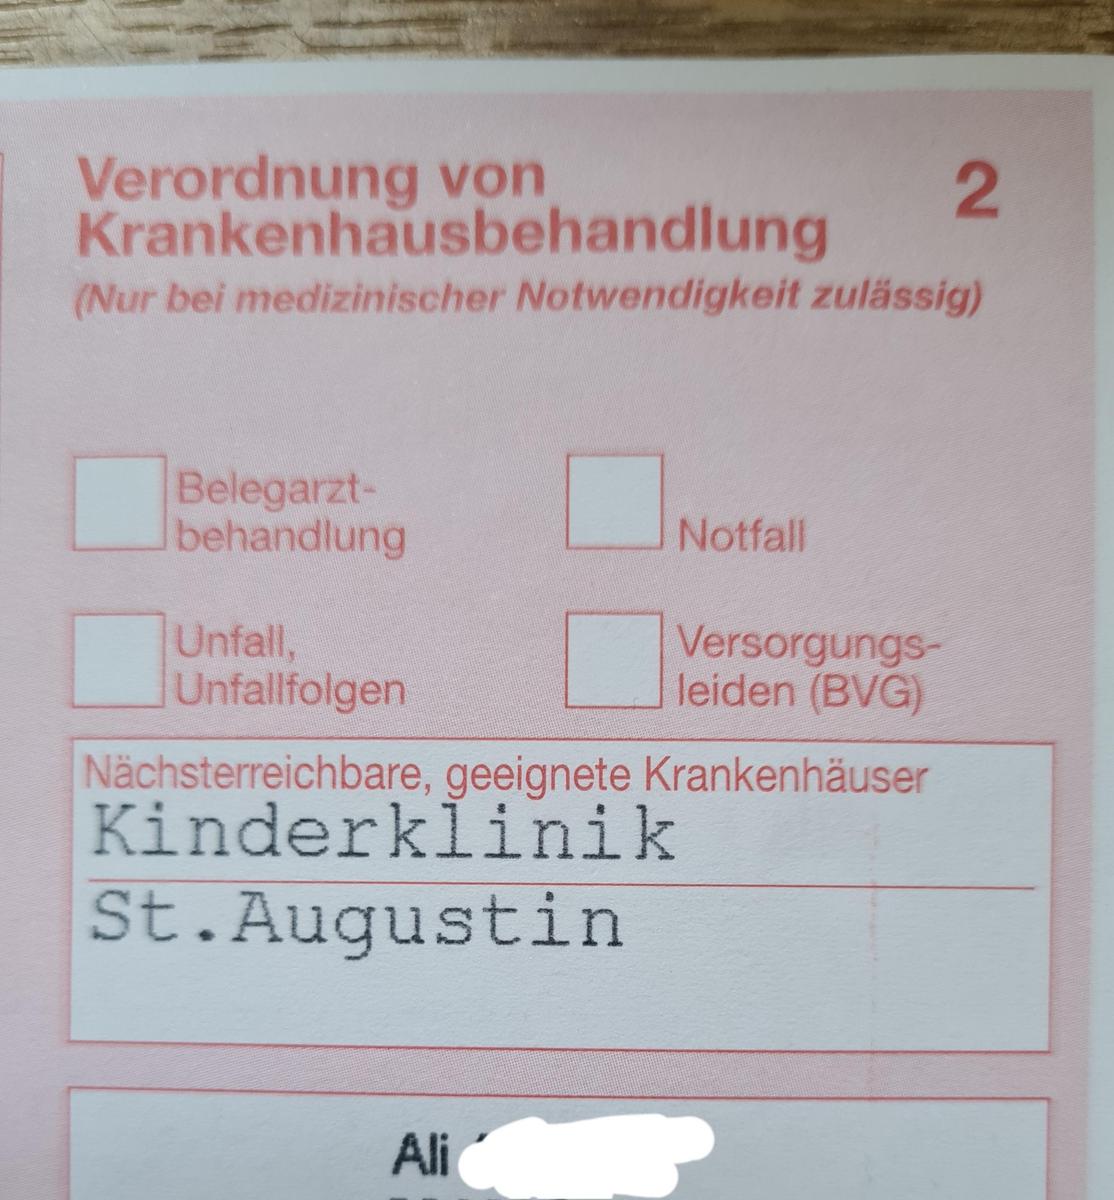 Verordnung von
Krankenhausbehandlung
2
(Nur bei medizinischer Notwendigkeit zulässig)
Belegarzt-
behandlung
Notfall
Unfall,
Unfallfolgen
Versorgungs-
leiden (BVG)
Nächsterreichbare, geeignete Krankenhäuser
Kinderklinik
St.Augustin
Ali